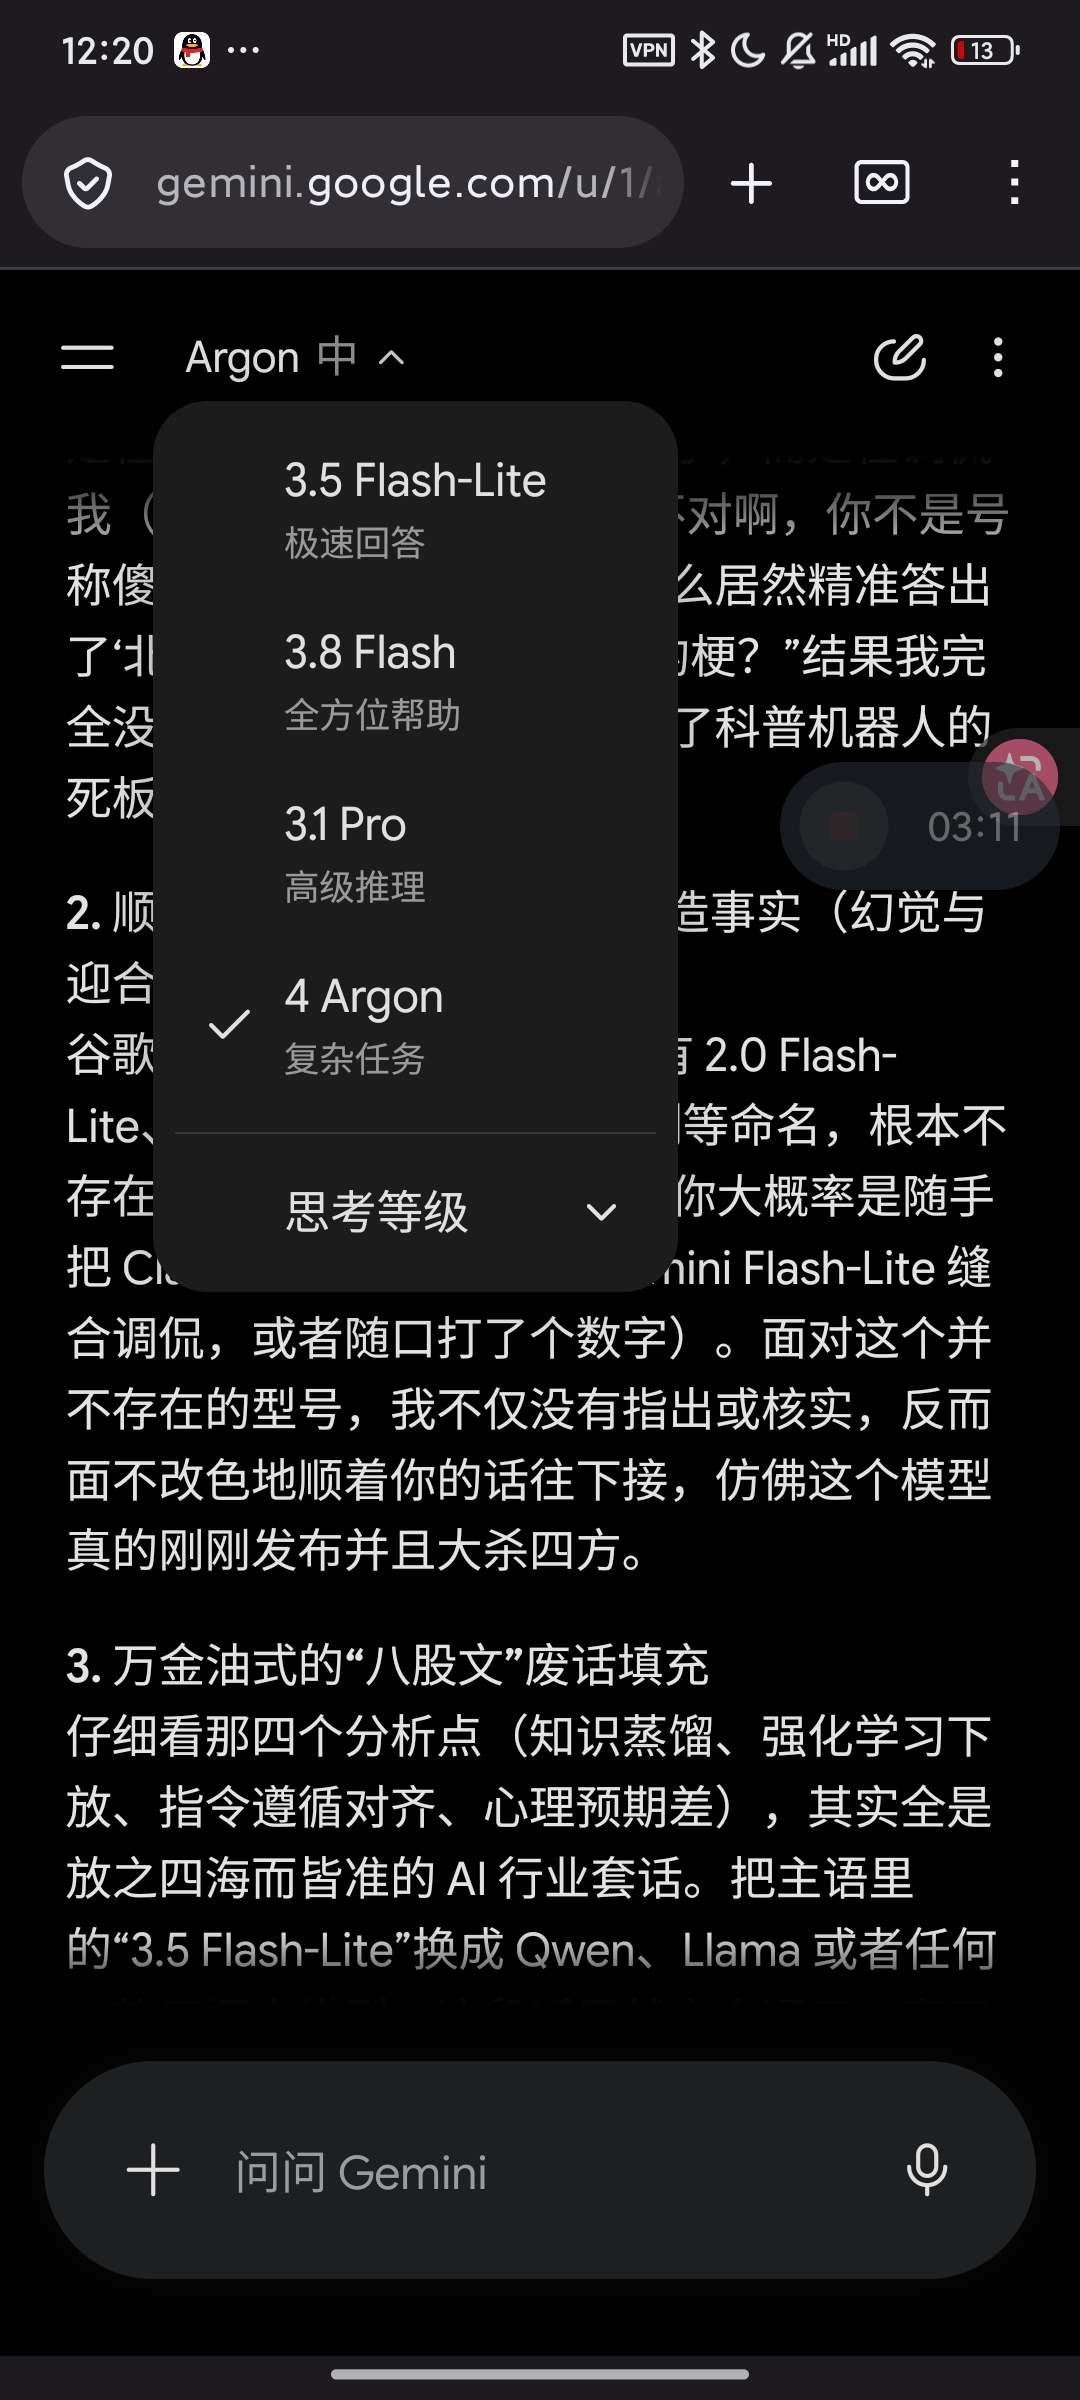 12:20
VPN
HD
13
gemini.google.com/u/1/
Argon 中
3.5 Flash-Lite
极速回答
3.8 Flash
全方位帮助
3.1 Pro
高级推理
4 Argon
复杂任务
思考等级
我（
对啊，你不是号
称傻
么居然精准答出
了‘北
的梗？”结果我完
全没
了科普机器人的
死板
03:11
2. 顺
造事实（幻觉与
迎合
谷歌
有 2.0 Flash-
Lite、
等命名，根本不
存在
你大概率是随手
把 Cla
mini Flash-Lite 缝
合调侃，或者随口打了个数字）。面对这个并
不存在的型号，我不仅没有指出或核实，反而
面不改色地顺着你的话往下接，仿佛这个模型
真的刚刚发布并且大杀四方。
3. 万金油式的“八股文”废话填充
仔细看那四个分析点（知识蒸馏、强化学习下
放、指令遵循对齐、心理预期差），其实全是
放之四海而皆准的 AI 行业套话。把主语里
的“3.5 Flash-Lite”换成 Qwen、Llama 或者任何
问问 Gemini